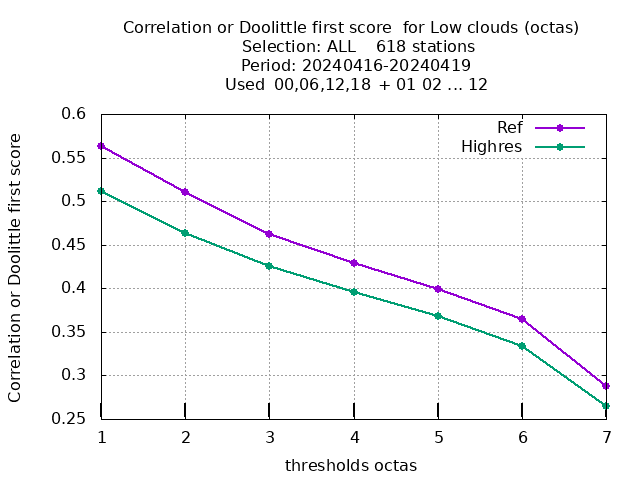 Correlation or Doolittle first score  for Low clouds (octas)
Selection: ALL    618 stations
Period: 20240416-20240419
Used  00,06,12,18  + 01 02 ... 12
Ref
Highres
Correlation or Doolittle first score
0.6
0.55
0.5
0.45
0.4
0.35
0.3
0.25
1 2 3 4 5 6 7
thresholds octas